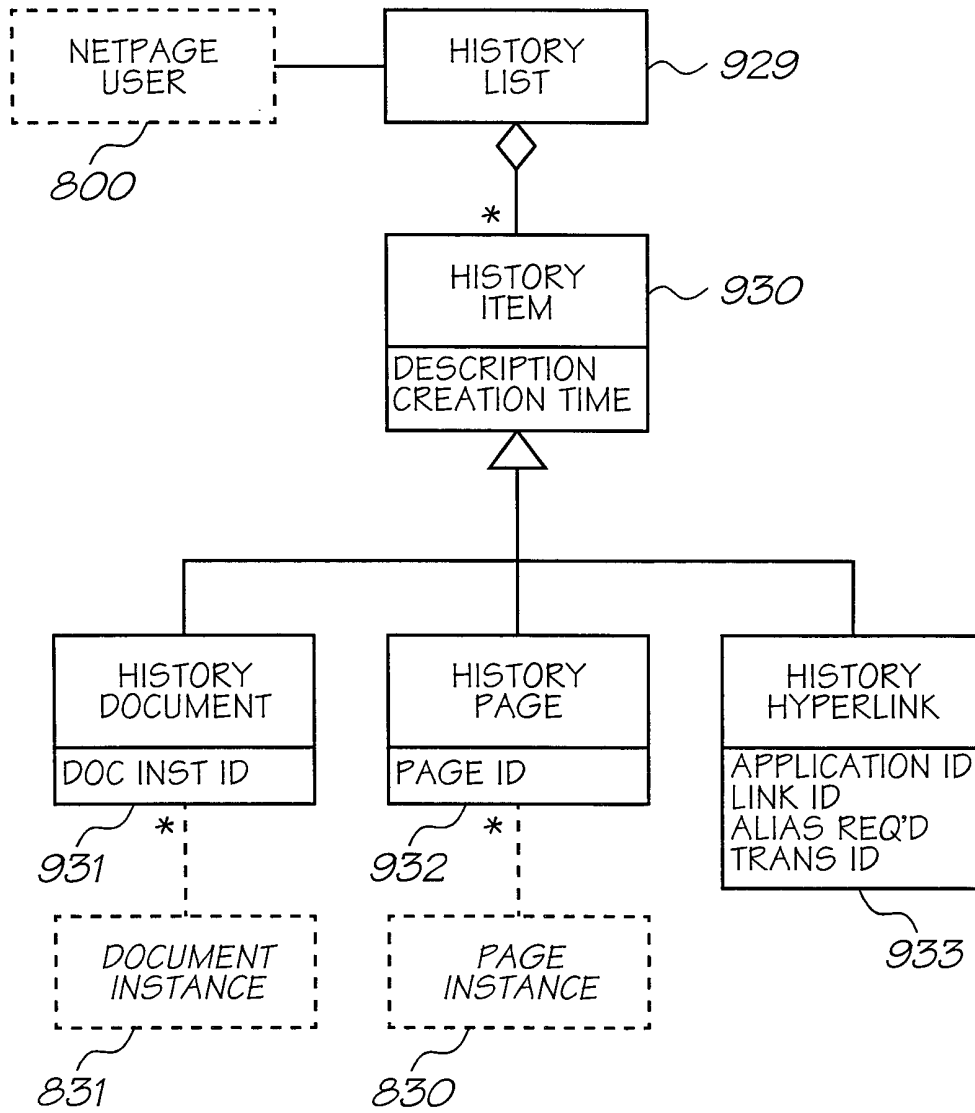 NETPAGE
USER
HISTORY
LIST
929
800
*
HISTORY
ITEM
930
DESCRIPTION
CREATION TIME
HISTORY
DOCUMENT
HISTORY
PAGE
HISTORY
HYPERLINK
DOC INST ID
PAGE ID
APPLICATION ID
LINK ID
ALIAS REQ'D
TRANS ID
*
*
931
932
933
DOCUMENT
INSTANCE
PAGE
INSTANCE
831
830